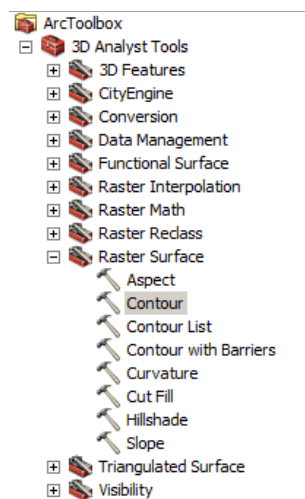 ArcToolbox
3D Analyst Tools
3D Features
CityEngine
Conversion
Data Management
Functional Surface
Raster Interpolation
Raster Math
Raster Reclass
Raster Surface
Aspect
Contour
Contour List
Contour with Barriers
Curvature
Cut Fill
Hillshade
Slope
Triangulated Surface
Visibility